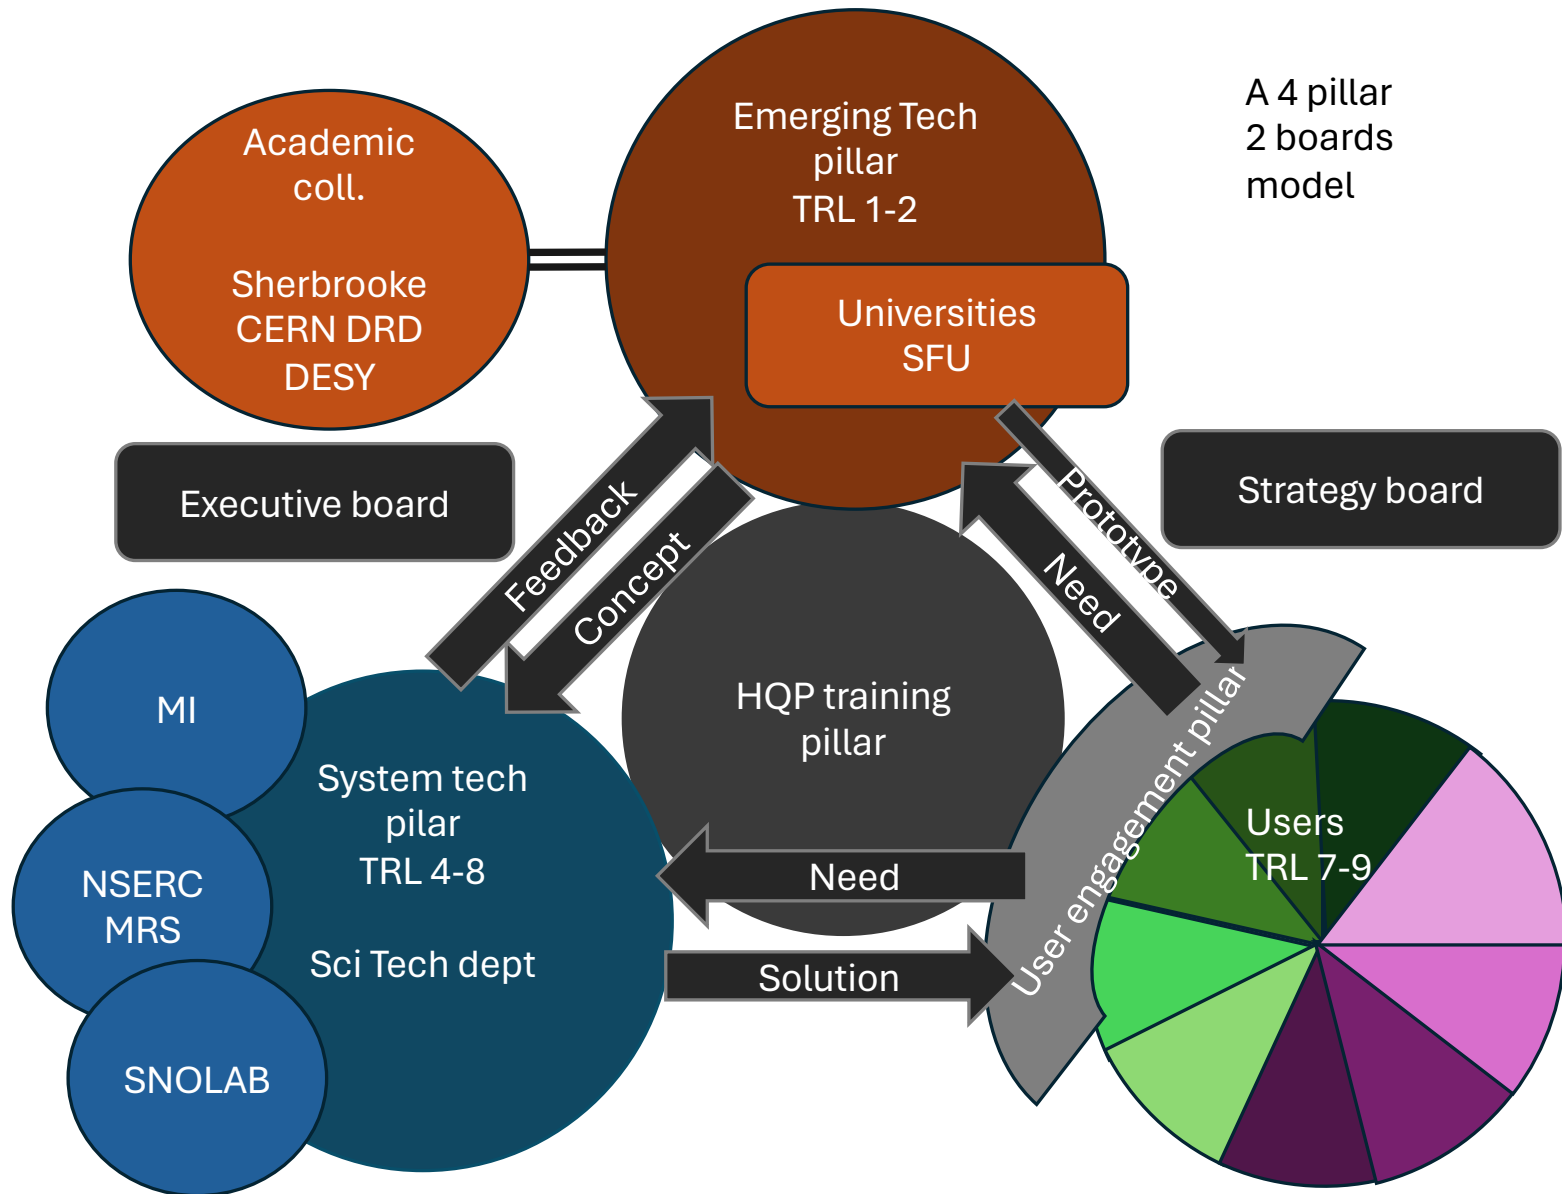 Academic
coll.
Sherbrooke
CERN DRD
DESY
Emerging Tech
pillar
TRL 1-2
Universities
SFU
A 4 pillar
2 boards
model
Executive board
Strategy board
Feedback
Concept
Prototype
Need
HQP training
pillar
MI
NSERC
MRS
SNOLAB
System tech
pilar
TRL 4-8
Sci Tech dept
Need
Solution
User engagement pillar
Users
TRL 7-9